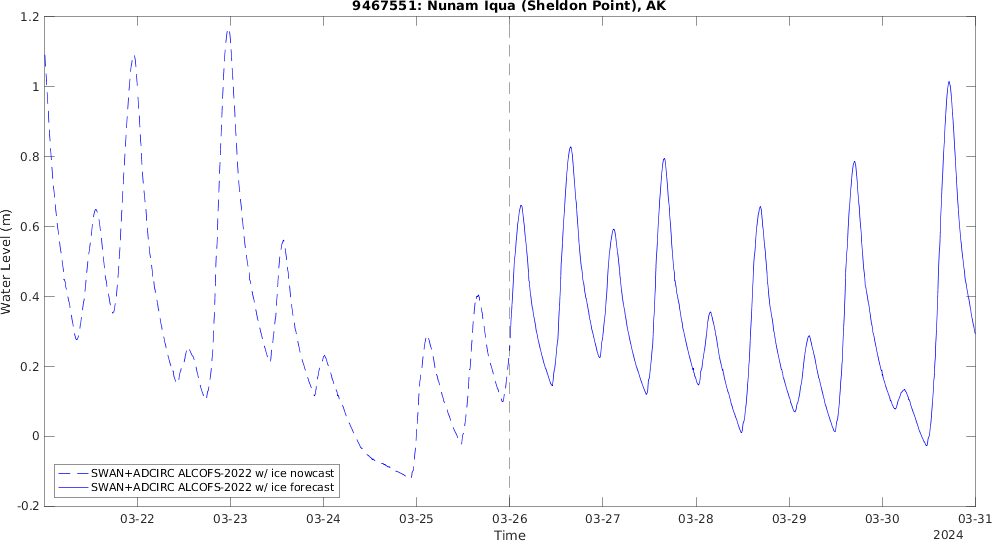 9467551: Nunam Iqua (Sheldon Point), AK
1.2
1
0.8
0.6
0.4
0.2
0
-0.2
Water Level (m)
SWAN+ADCIRC ALCOFS-2022 w/ ice nowcast
SWAN+ADCIRC ALCOFS-2022 w/ ice forecast
03-22 03-23 03-24 03-25 03-26 03-27 03-28 03-29 03-30 03-31
Time
2024